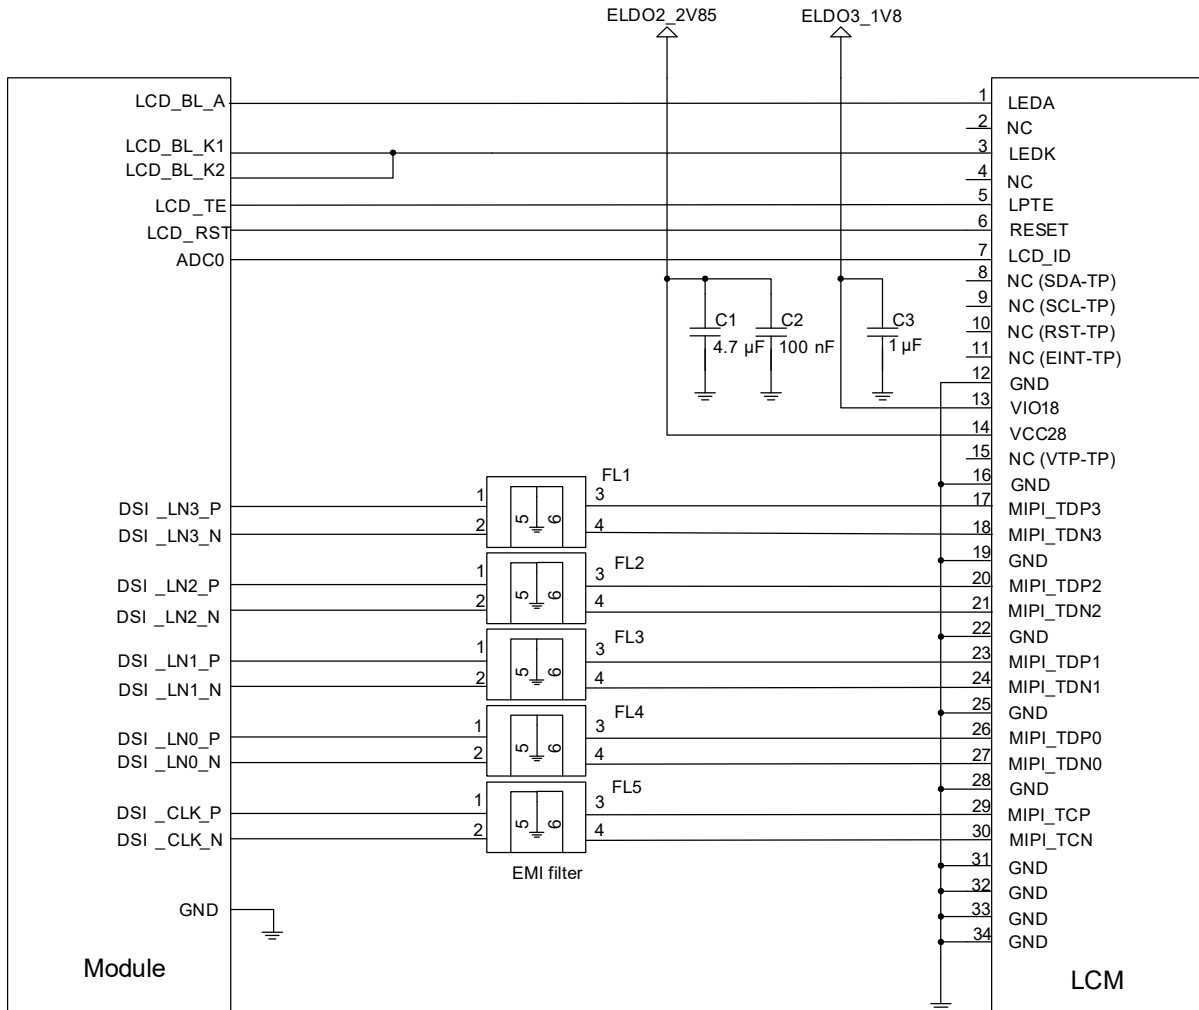 ELDO2_2V85 ELDO3_1V8
LCD_BL_A 1 LEDA
2 NC
LCD_BL_K1 3 LEDK
LCD_BL_K2
4 NC
LCD_TE 5 LPTE
LCD_RST 6 RESET
ADC0 7 LCD_ID
8 NC (SDA-TP)
9 NC (SCL-TP)
C1 C2 C3 10 NC (RST-TP)
4.7 µF 100 nF 1 µF
11 NC (EINT-TP)
12 GND
13 VIO18
14 VCC28
15 NC (VTP-TP)
FL1
16 GND
DSI _LN3_P 1 5 6 3 17 MIPI_TDP3
DSI _LN3_N 2 4 18 MIPI_TDN3
FL2
19 GND
DSI _LN2_P 1 5 6 3 20 MIPI_TDP2
DSI _LN2_N 2 4 21 MIPI_TDN2
FL3
22 GND
DSI _LN1_P 1 5 6 3 23 MIPI_TDP1
DSI _LN1_N 2 4 24 MIPI_TDN1
FL4
25 GND
DSI _LN0_P 1 5 6 3 26 MIPI_TDP0
DSI _LN0_N 2 4 27 MIPI_TDN0
FL5
28 GND
DSI _CLK_P 1 5 6 3 29 MIPI_TCP
DSI _CLK_N 2 4 30 MIPI_TCN
EMI filter
31 GND
32 GND
GND 33 GND
34 GND
Module LCM